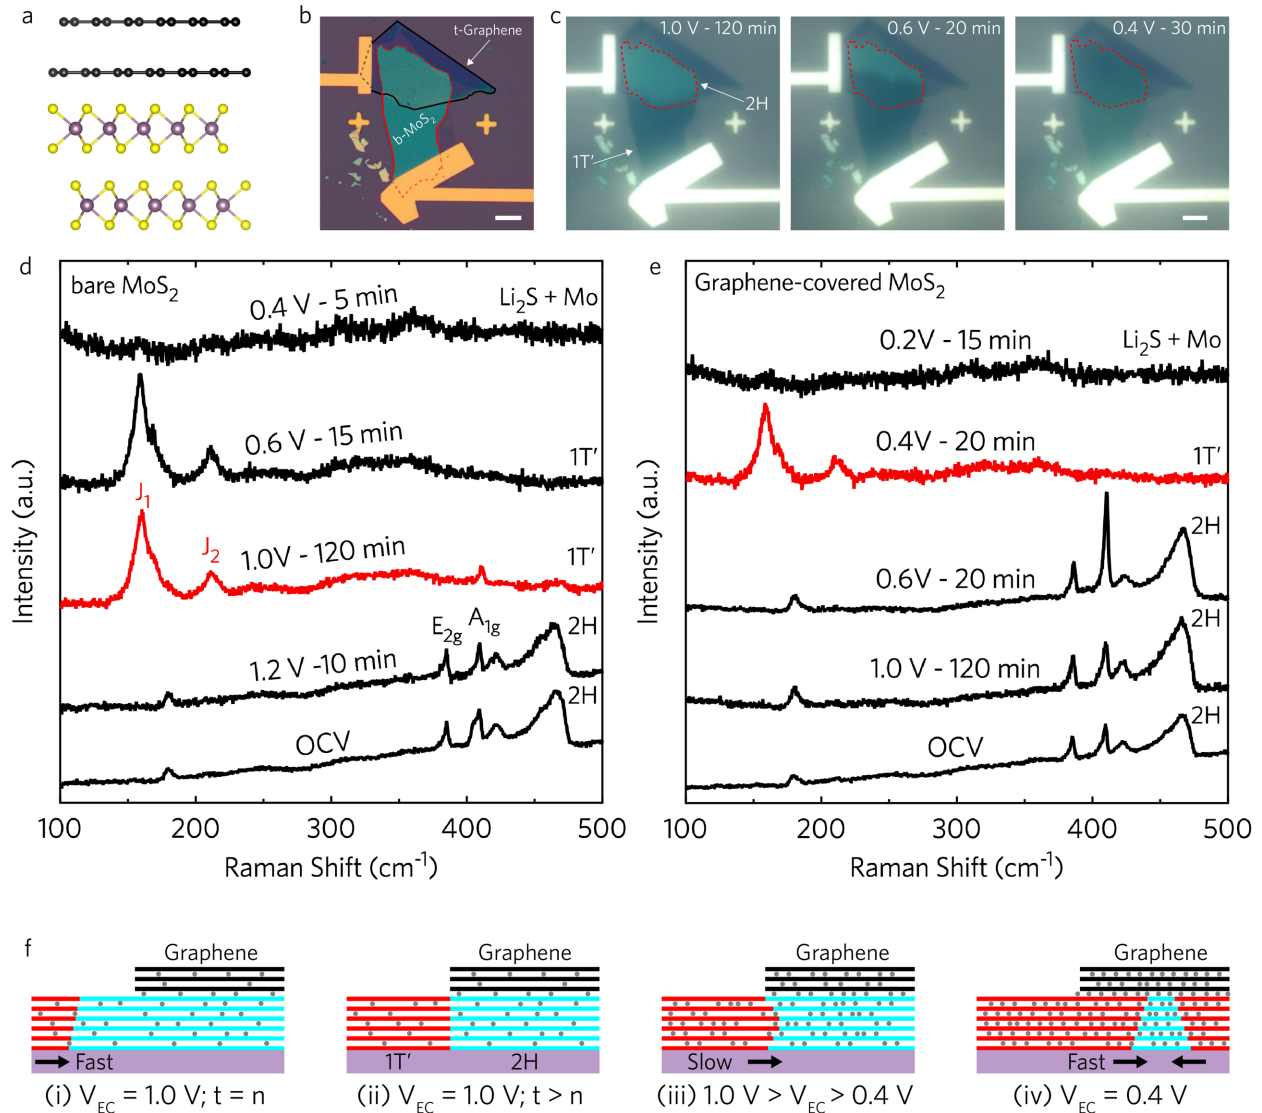 a
b
t-Graphene
b-MoS2
c
1.0 V - 120 min
2H
1T′
0.6 V - 20 min
0.4 V - 30 min
d
bare MoS2
0.4 V - 5 min
Li2S + Mo
0.6 V - 15 min
1T′
J1
J2
1.0V - 120 min
1T′
E2g
A1g
2H
1.2 V -10 min
2H
OCV
100
200
300
400
500
Raman Shift (cm-1)
Intensity (a.u.)
e
Graphene-covered MoS2
0.2V - 15 min
Li2S + Mo
0.4V - 20 min
1T′
2H
0.6V - 20 min
2H
1.0 V - 120 min
2H
OCV
100
200
300
400
500
Raman Shift (cm-1)
Intensity (a.u.)
f
Graphene
Fast
(i) VEC = 1.0 V; t = n
Graphene
1T′
2H
(ii) VEC = 1.0 V; t > n
Graphene
Slow
(iii) 1.0 V > VEC > 0.4 V
Graphene
Fast
(iv) VEC = 0.4 V